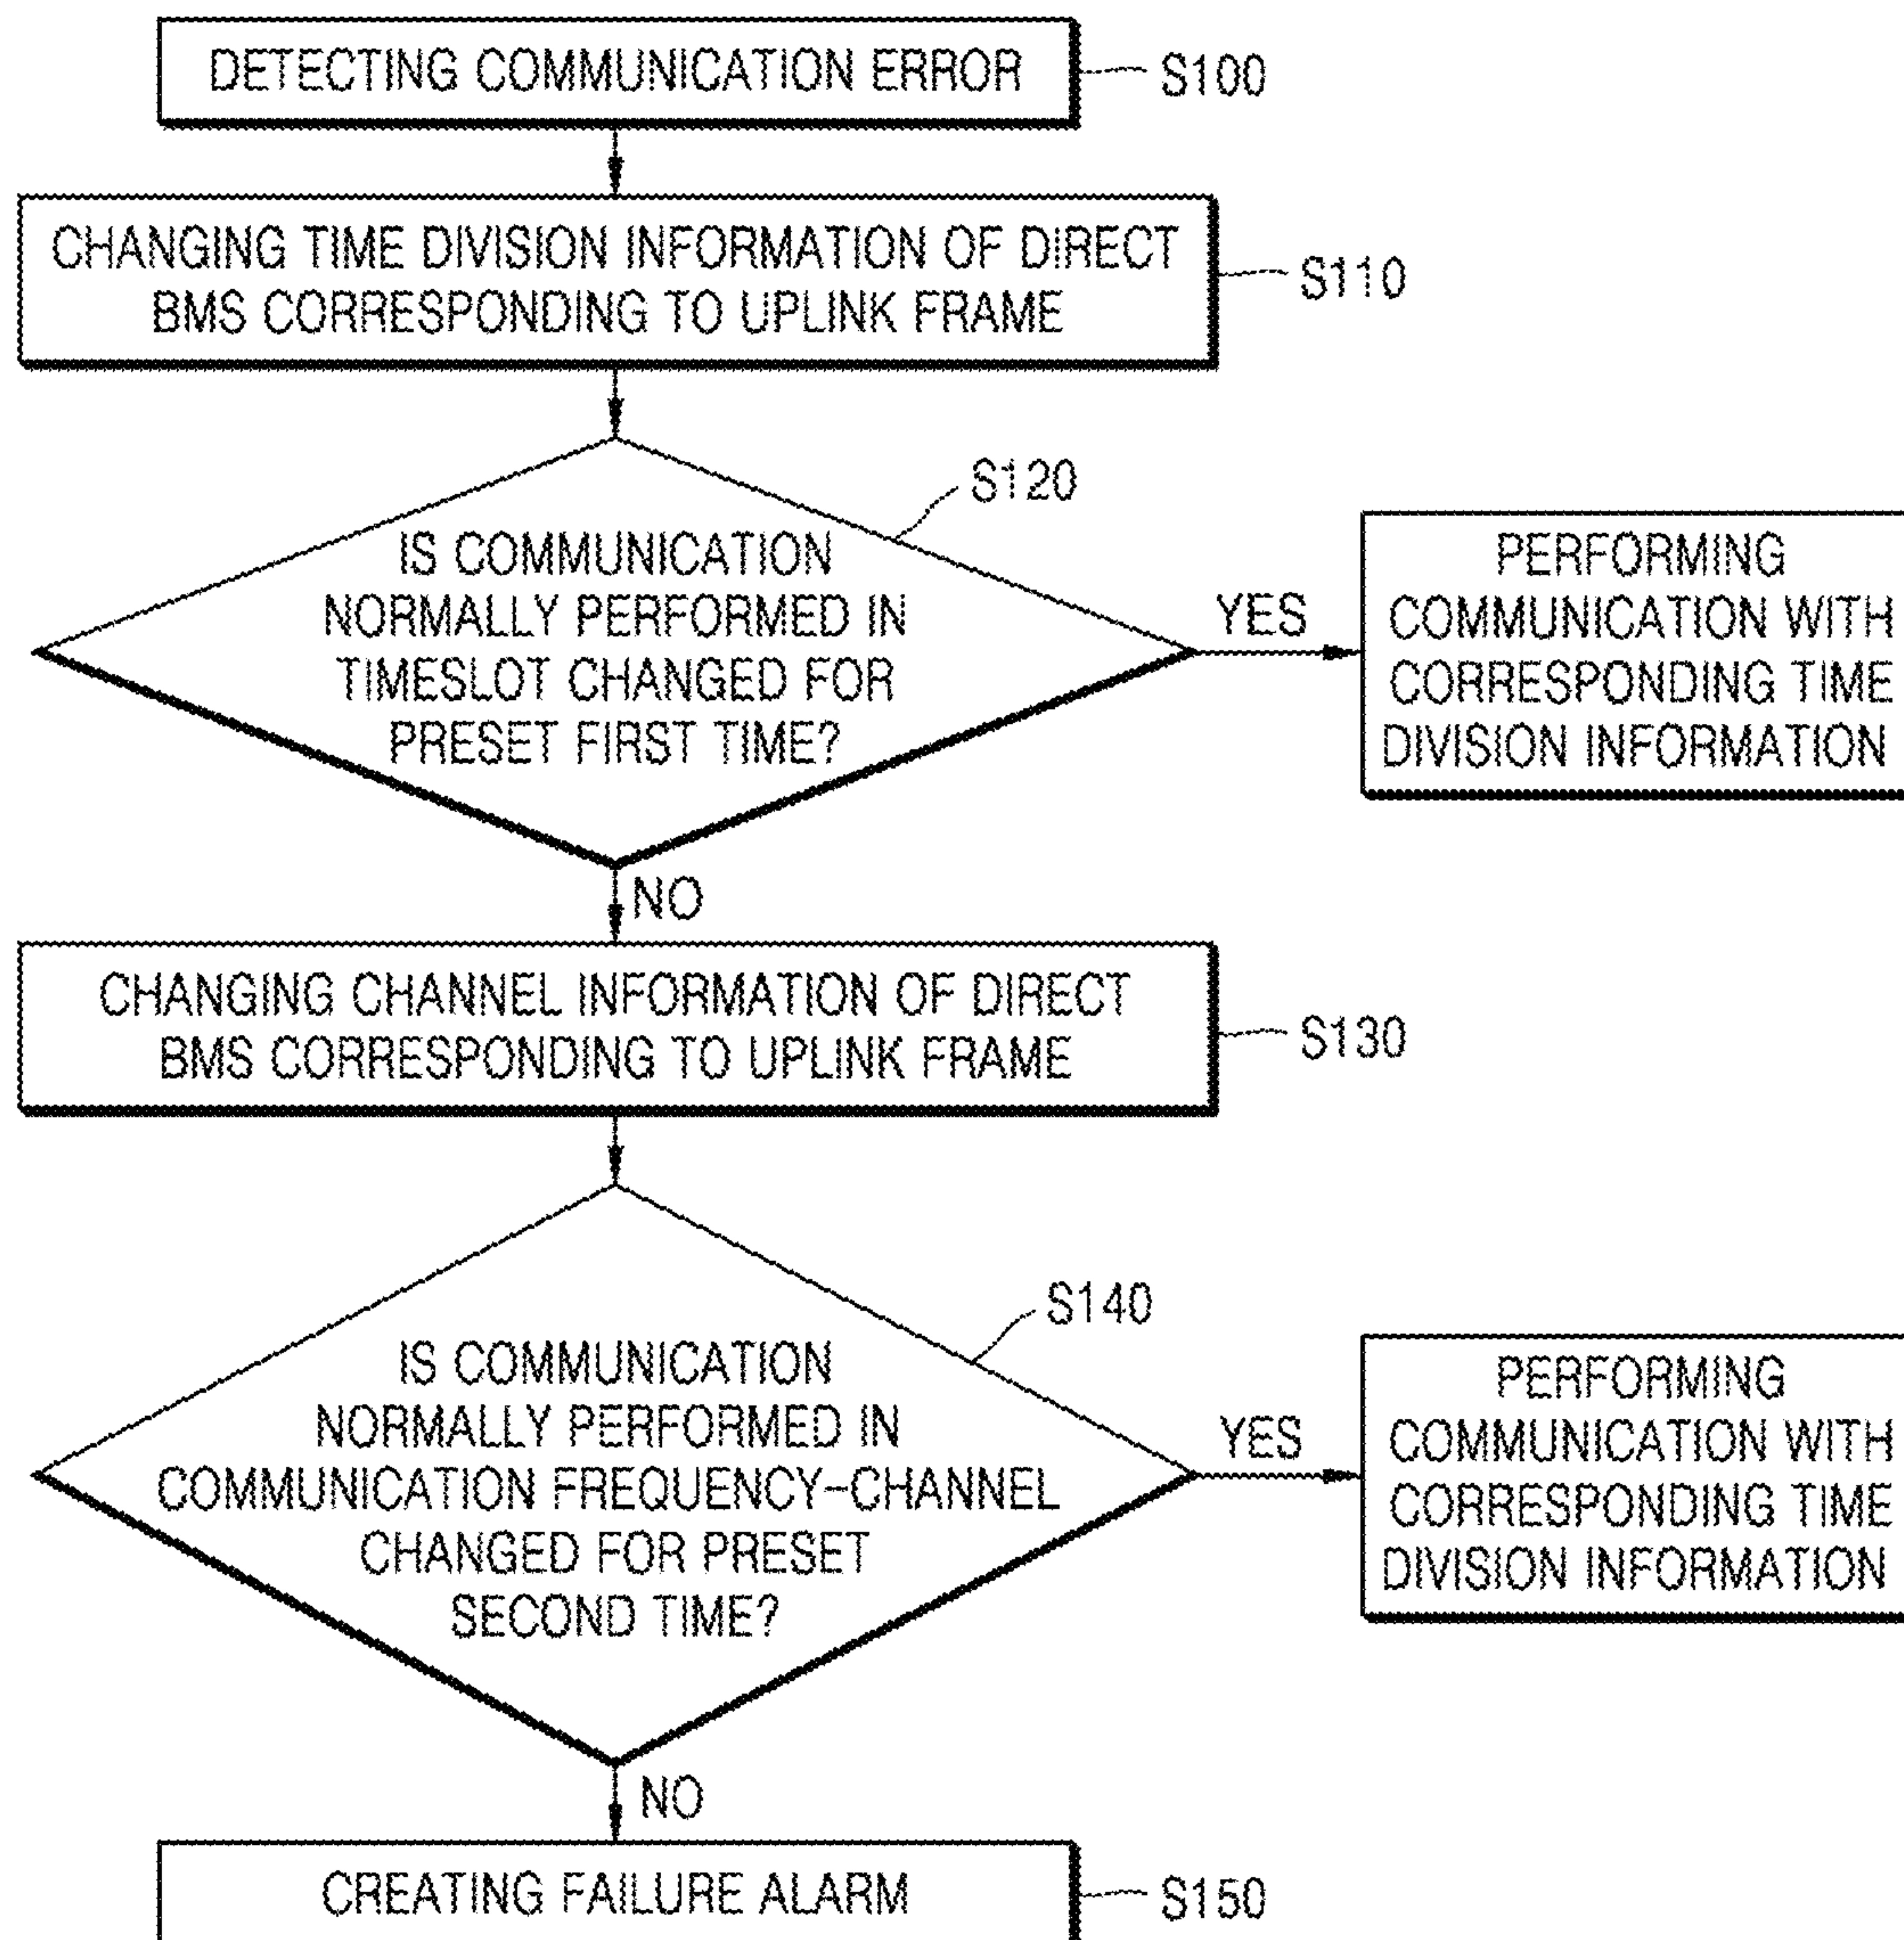 DETECTING COMMUNICATION ERROR
S100
CHANGING TIME DIVISION INFORMATION OF DIRECT
BMS CORRESPONDING TO UPLINK FRAME
S110
S120
IS COMMUNICATION
NORMALLY PERFORMED IN
TIMESLOT CHANGED FOR
PRESET FIRST TIME?
YES
PERFORMING
COMMUNICATION WITH
CORRESPONDING TIME
DIVISION INFORMATION
NO
CHANGING CHANNEL INFORMATION OF DIRECT
BMS CORRESPONDING TO UPLINK FRAME
S130
S140
IS COMMUNICATION
NORMALLY PERFORMED IN
COMMUNICATION FREQUENCY-CHANNEL
CHANGED FOR PRESET
SECOND TIME?
YES
PERFORMING
COMMUNICATION WITH
CORRESPONDING TIME
DIVISION INFORMATION
NO
CREATING FAILURE ALARM
S150